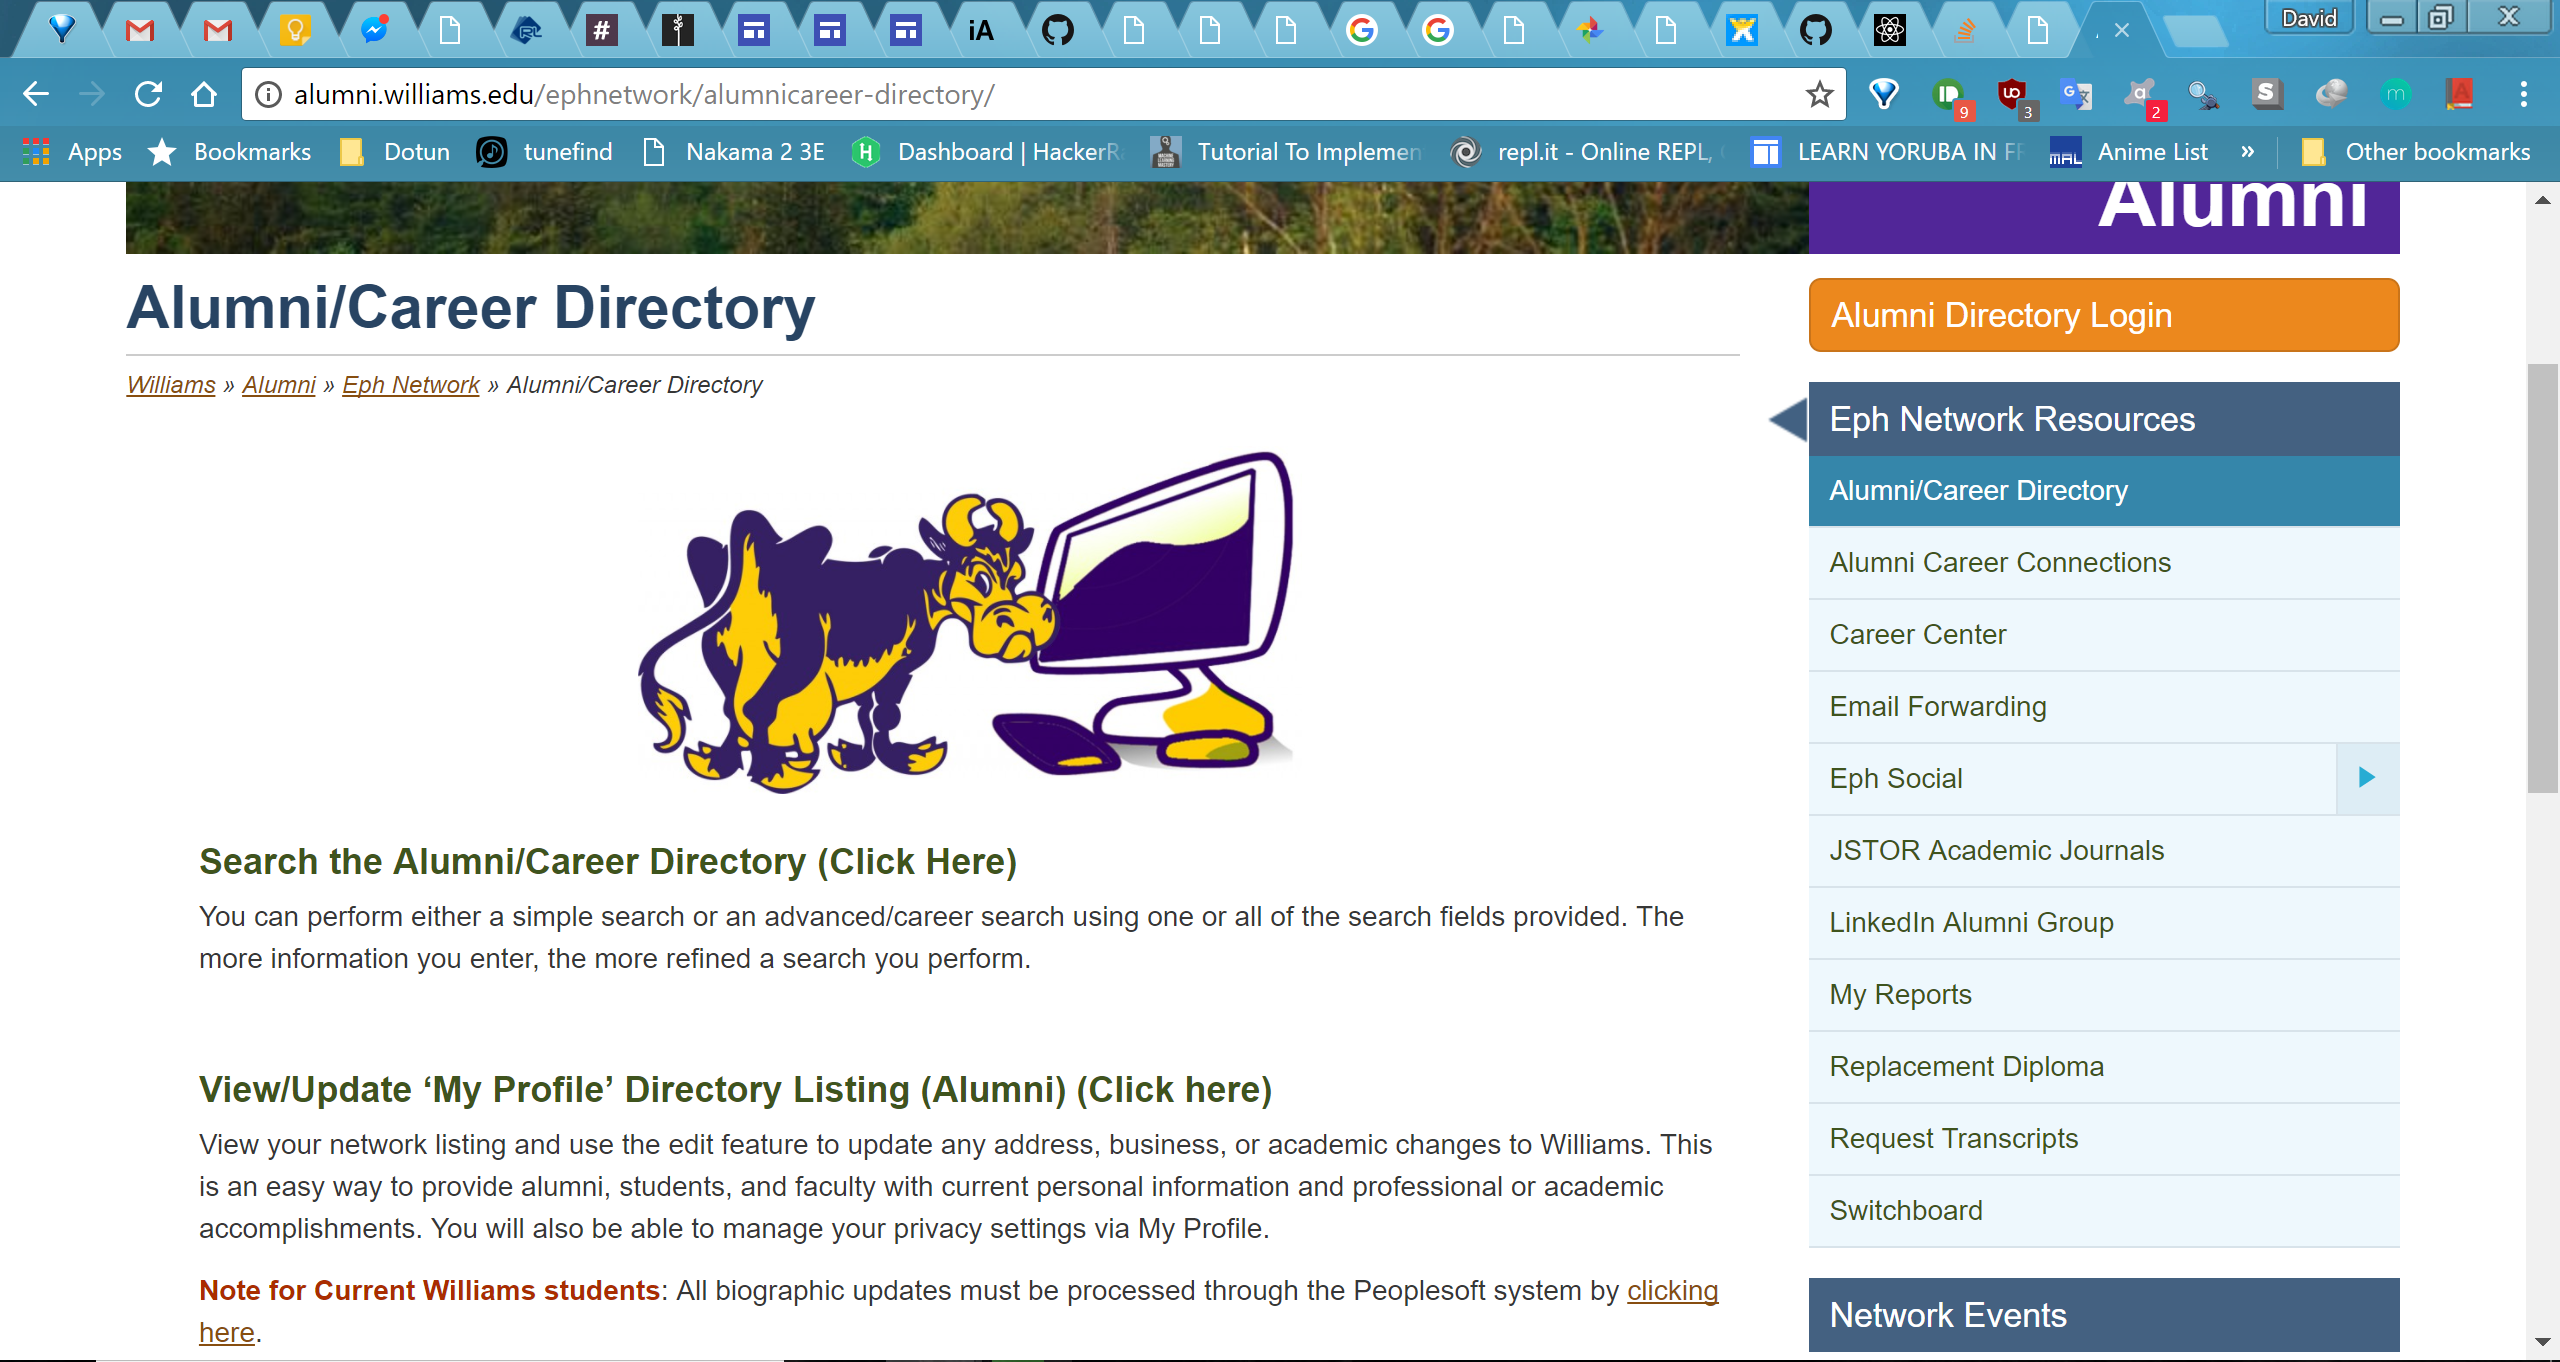 iA
David
alumni.williams.edu/ephnetwork/alumnicareer-directory/
9
3
2
Apps
Bookmarks
Dotun
tunefind
Nakama 2 3E
Dashboard | HackerR
Tutorial To Implemen
repl.it - Online REPL,
LEARN YORUBA IN FR
MAL
Anime List
»
Other bookmarks
Alumni
Alumni/Career Directory
Williams » Alumni » Eph Network » Alumni/Career Directory
Search the Alumni/Career Directory (Click Here)
You can perform either a simple search or an advanced/career search using one or all of the search fields provided. The
more information you enter, the more refined a search you perform.
View/Update ‘My Profile’ Directory Listing (Alumni) (Click here)
View your network listing and use the edit feature to update any address, business, or academic changes to Williams. This
is an easy way to provide alumni, students, and faculty with current personal information and professional or academic
accomplishments. You will also be able to manage your privacy settings via My Profile.
Note for Current Williams students: All biographic updates must be processed through the Peoplesoft system by clicking
here.
Alumni Directory Login
Eph Network Resources
Alumni/Career Directory
Alumni Career Connections
Career Center
Email Forwarding
Eph Social
JSTOR Academic Journals
LinkedIn Alumni Group
My Reports
Replacement Diploma
Request Transcripts
Switchboard
Network Events